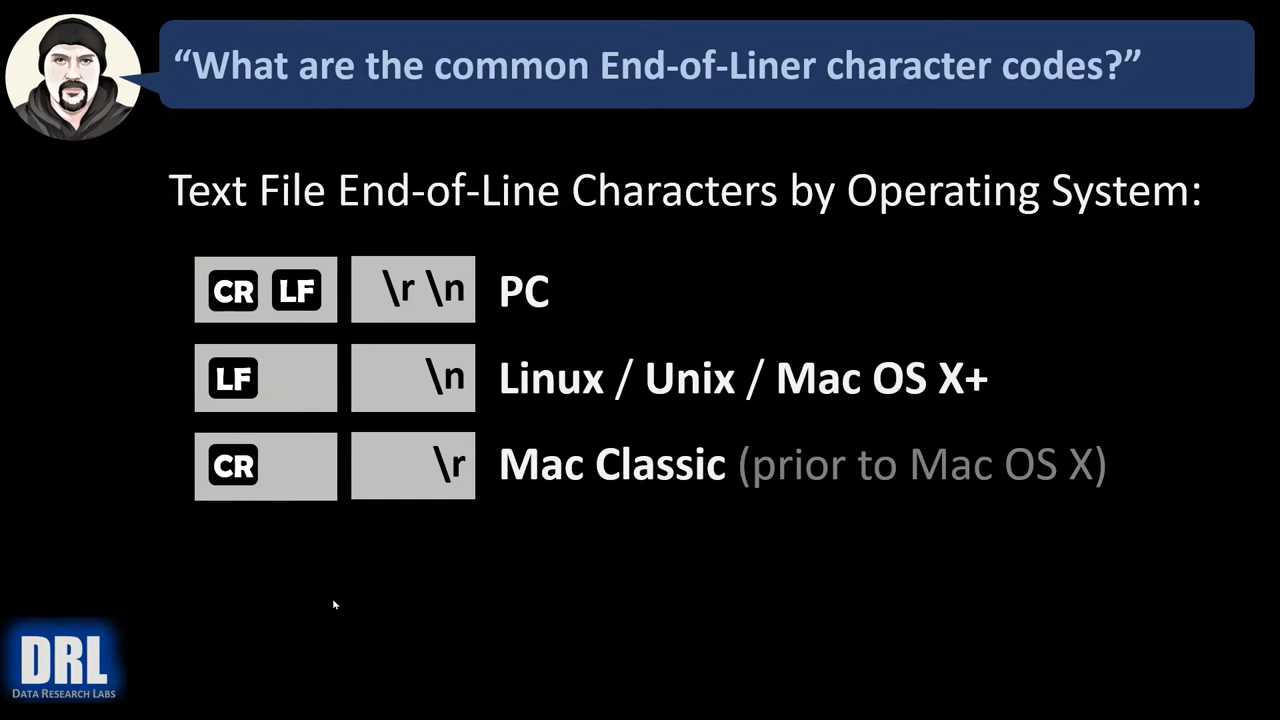 “What are the common End-of-Liner character codes?”
Text File End-of-Line Characters by Operating System:
CR LF \r \n PC
LF \n Linux / Unix / Mac OS X+
CR \r Mac Classic (prior to Mac OS X)
DRL
DATA RESEARCH LABS